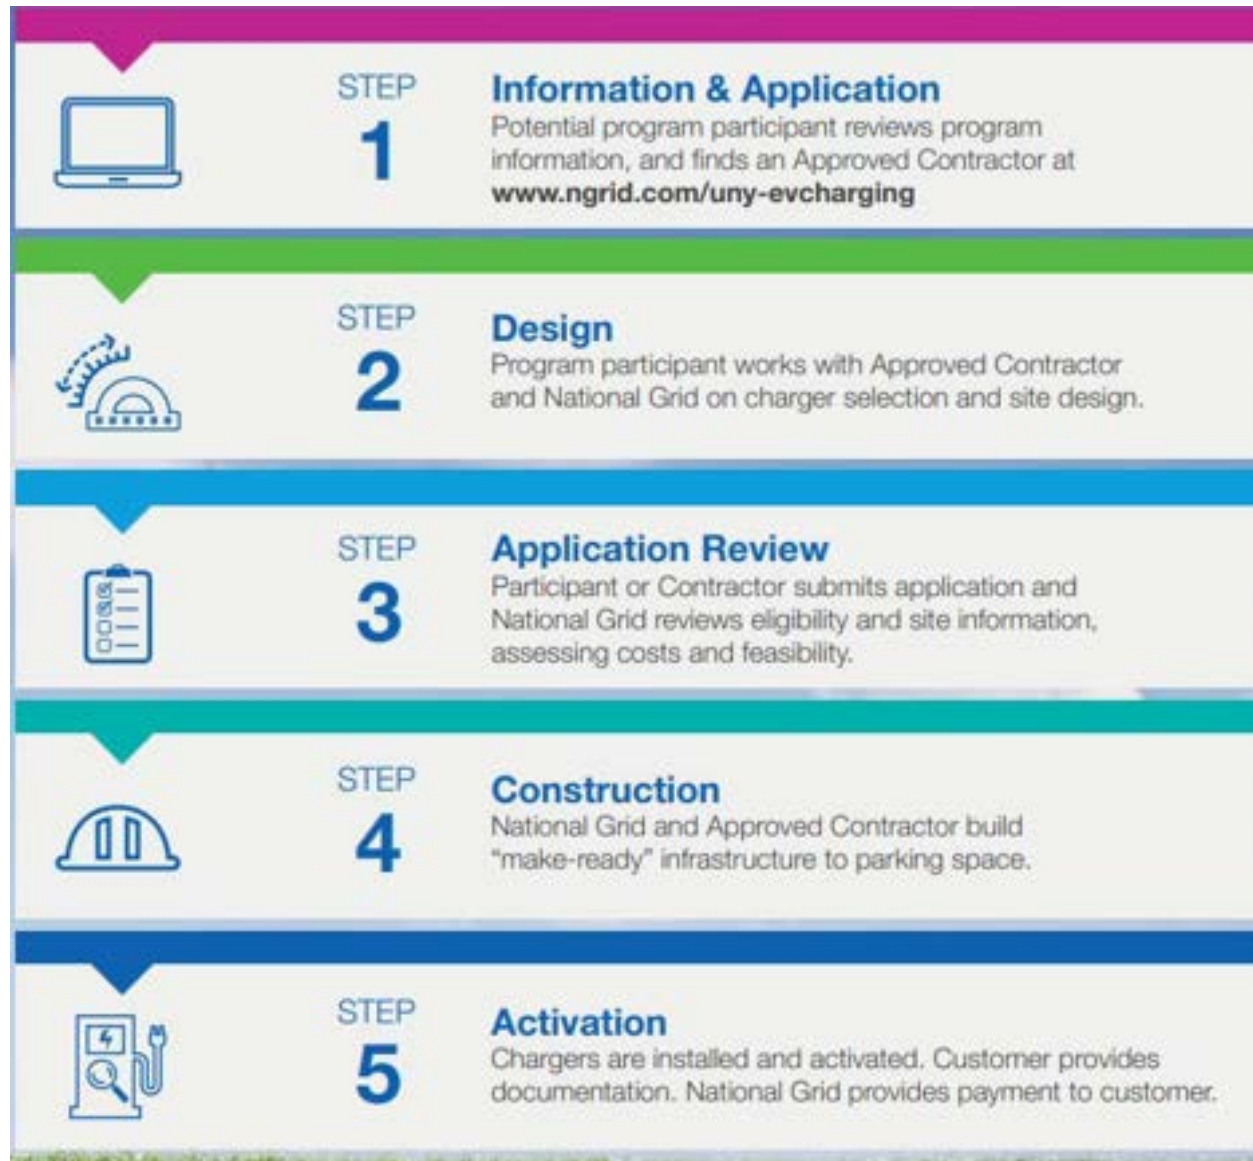 STEP
1
Information & Application
Potential program participant reviews program
information, and finds an Approved Contractor at
www.ngrid.com/uny-evcharging
STEP
2
Design
Program participant works with Approved Contractor
and National Grid on charger selection and site design.
STEP
3
Application Review
Participant or Contractor submits application and
National Grid reviews eligibility and site information,
assessing costs and feasibility.
STEP
4
Construction
National Grid and Approved Contractor build
“make-ready” infrastructure to parking space.
STEP
5
Activation
Chargers are installed and activated. Customer provides
documentation. National Grid provides payment to customer.